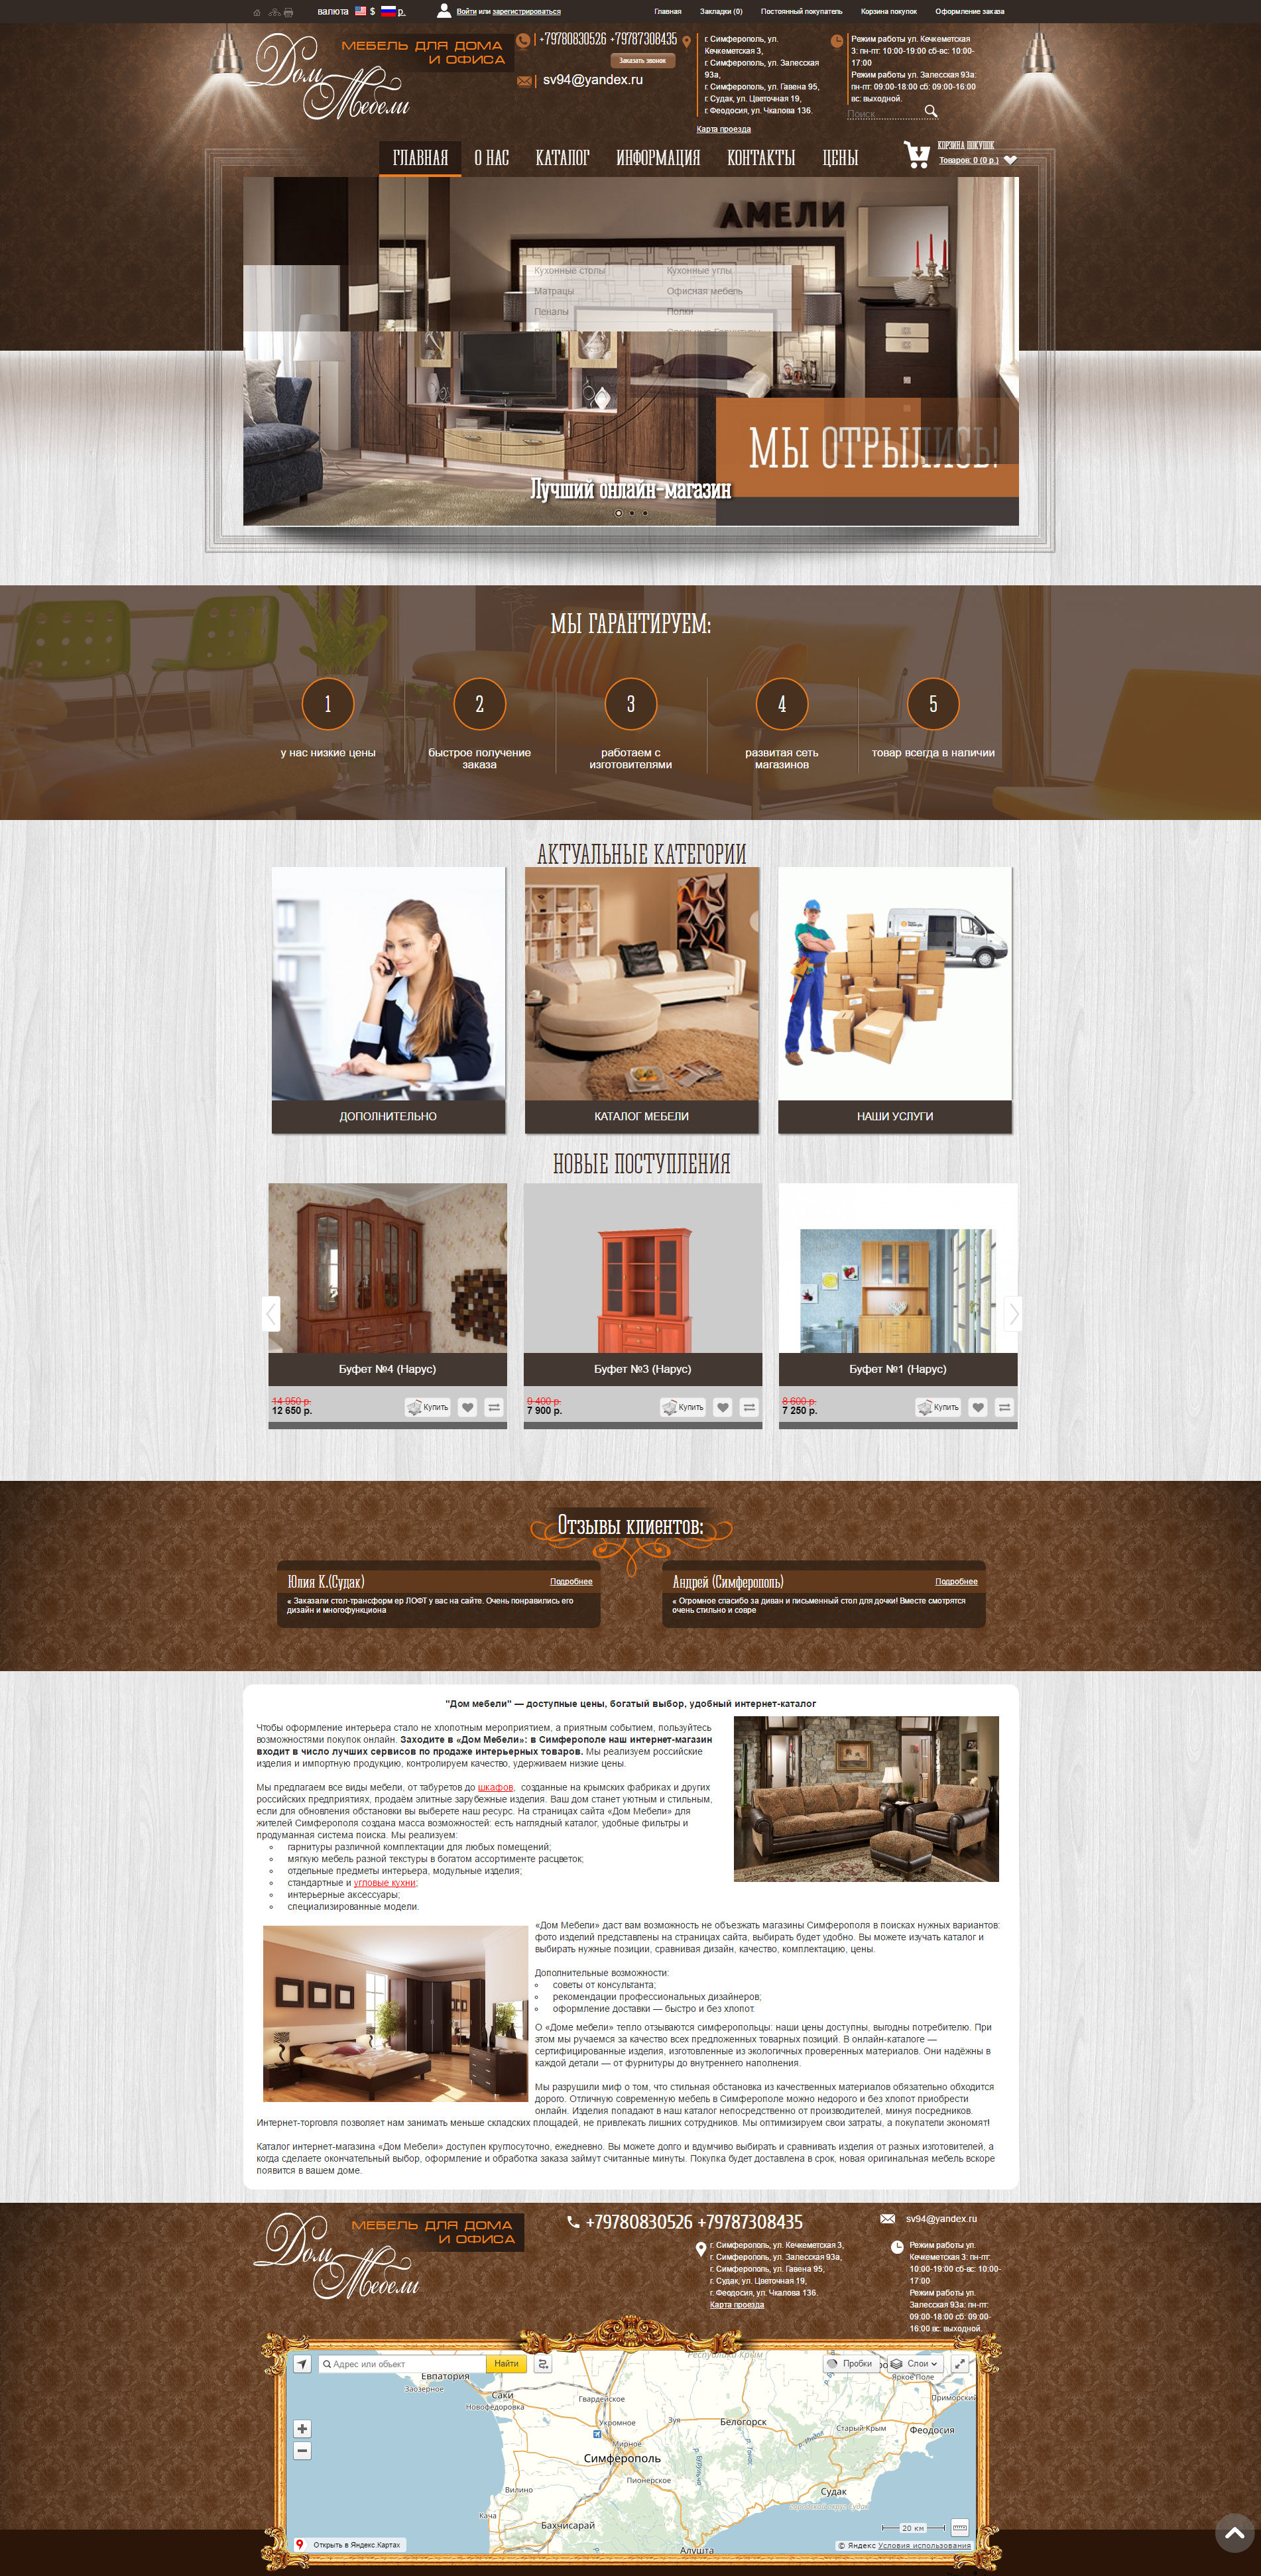 валюта $ р.
Войти или зарегистрироваться
Главная
Закладки (0)
Постоянный покупатель
Корзина покупок
Оформление заказа
Дом Мебели
МЕБЕЛЬ ДЛЯ ДОМА
И ОФИСА
+79780830526 +79787308435
Заказать звонок
sv94@yandex.ru
г. Симферополь, ул.
Кечкеметская 3,
г. Симферополь, ул. Залесская
93а,
г. Симферополь, ул. Гавена 95,
г. Судак, ул. Цветочная 19,
г. Феодосия, ул. Чкалова 136.
Карта проезда
Режим работы ул. Кечкеметская
3: пн-пт: 10:00-19:00 сб-вс: 10:00-
17:00
Режим работы ул. Залесская 93а:
пн-пт: 09:00-18:00 сб: 09:00-16:00
вс: выходной.
Поиск
ГЛАВНАЯ
О НАС
КАТАЛОГ
ИНФОРМАЦИЯ
КОНТАКТЫ
ЦЕНЫ
КОРЗИНА ПОКУПОК
Товаров: 0 (0 р.)
АМЕЛИ
Кухонные столы
Кухонные углы
Матрацы
Офисная мебель
Пеналы
Полки
МЫ ОТРЫЛИСЬ!
Лучший онлайн-магазин
МЫ ГАРАНТИРУЕМ:
1
2
3
4
5
у нас низкие цены
быстрое получение
заказа
работаем с
изготовителями
развитая сеть
магазинов
товар всегда в наличии
АКТУАЛЬНЫЕ КАТЕГОРИИ
ДОПОЛНИТЕЛЬНО
КАТАЛОГ МЕБЕЛИ
НАШИ УСЛУГИ
НОВЫЕ ПОСТУПЛЕНИЯ
Буфет №4 (Нарус)
Буфет №3 (Нарус)
Буфет №1 (Нарус)
14 950 р.
12 650 р.
Купить
9 400 р.
7 900 р.
Купить
8 600 р.
7 250 р.
Купить
Отзывы клиентов:
Юлия К.(Судак)
Подробнее
« Заказали стол-трансформ ер ЛОФТ у вас на сайте. Очень понравились его
дизайн и многофункциона
Андрей (Симферополь)
Подробнее
« Огромное спасибо за диван и письменный стол для дочки! Вместе смотрятся
очень стильно и совре
"Дом мебели" — доступные цены, богатый выбор, удобный интернет-каталог
Чтобы оформление интерьера стало не хлопотным мероприятием, а приятным событием, пользуйтесь
возможностями покупок онлайн. Заходите в «Дом Мебели»: в Симферополе наш интернет-магазин
входит в число лучших сервисов по продаже интерьерных товаров. Мы реализуем российские
изделия и импортную продукцию, контролируем качество, удерживаем низкие цены.
Мы предлагаем все виды мебели, от табуретов до шкафов, созданные на крымских фабриках и других
российских предприятиях, продаём элитные зарубежные изделия. Ваш дом станет уютным и стильным,
если для обновления обстановки вы выберете наш ресурс. На страницах сайта «Дом Мебели» для
жителей Симферополя создана масса возможностей: есть наглядный каталог, удобные фильтры и
продуманная система поиска. Мы реализуем:
гарнитуры различной комплектации для любых помещений;
мягкую мебель разной текстуры в богатом ассортименте расцветок;
отдельные предметы интерьера, модульные изделия;
стандартные и угловые кухни;
интерьерные аксессуары;
специализированные модели.
«Дом Мебели» даст вам возможность не объезжать магазины Симферополя в поисках нужных вариантов:
фото изделий представлены на страницах сайта, выбирать будет удобно. Вы можете изучать каталог и
выбирать нужные позиции, сравнивая дизайн, качество, комплектацию, цены.
Дополнительные возможности:
советы от консультанта;
рекомендации профессиональных дизайнеров;
оформление доставки — быстро и без хлопот.
О «Доме мебели» тепло отзываются симферопольцы: наши цены доступны, выгодны потребителю. При
этом мы ручаемся за качество всех предложенных товарных позиций. В онлайн-каталоге —
сертифицированные изделия, изготовленные из экологичных проверенных материалов. Они надёжны в
каждой детали — от фурнитуры до внутреннего наполнения.
Мы разрушили миф о том, что стильная обстановка из качественных материалов обязательно обходится
дорого. Отличную современную мебель в Симферополе можно недорого и без хлопот приобрести
онлайн. Изделия попадают в наш каталог непосредственно от производителей, минуя посредников.
Интернет-торговля позволяет нам занимать меньше складских площадей, не привлекать лишних сотрудников. Мы оптимизируем свои затраты, а покупатели экономят!
Каталог интернет-магазина «Дом Мебели» доступен круглосуточно, ежедневно. Вы можете долго и вдумчиво выбирать и сравнивать изделия от разных изготовителей, а
когда сделаете окончательный выбор, оформление и обработка заказа займут считанные минуты. Покупка будет доставлена в срок, новая оригинальная мебель вскоре
появится в вашем доме.
Дом Мебели
МЕБЕЛЬ ДЛЯ ДОМА
И ОФИСА
+79780830526 +79787308435
sv94@yandex.ru
г. Симферополь, ул. Кечкеметская 3,
г. Симферополь, ул. Залесская 93а,
г. Симферополь, ул. Гавена 95,
г. Судак, ул. Цветочная 19,
г. Феодосия, ул. Чкалова 136.
Карта проезда
Режим работы ул.
Кечкеметская 3: пн-пт:
10:00-19:00 сб-вс: 10:00-
17:00
Режим работы ул.
Залесская 93а: пн-пт:
09:00-18:00 сб: 09:00-
16:00 вс: выходной.
Адрес или объект
Найти
Пробки
Слои
Республика Крым
Евпатория
Заозерное
Саки
Новофёдоровка
Гвардейское
Яркое Поле
Приморский
Укромное
Зуя
Белогорск
Старый Крым
Феодосия
Мирное
р. Индол
Симферополь
Пионерское
Вилино
Судак
городской округ Судак
Кача
Бахчисарай
Алушта
20 км
Открыть в Яндекс.Картах
© Яндекс Условия использования